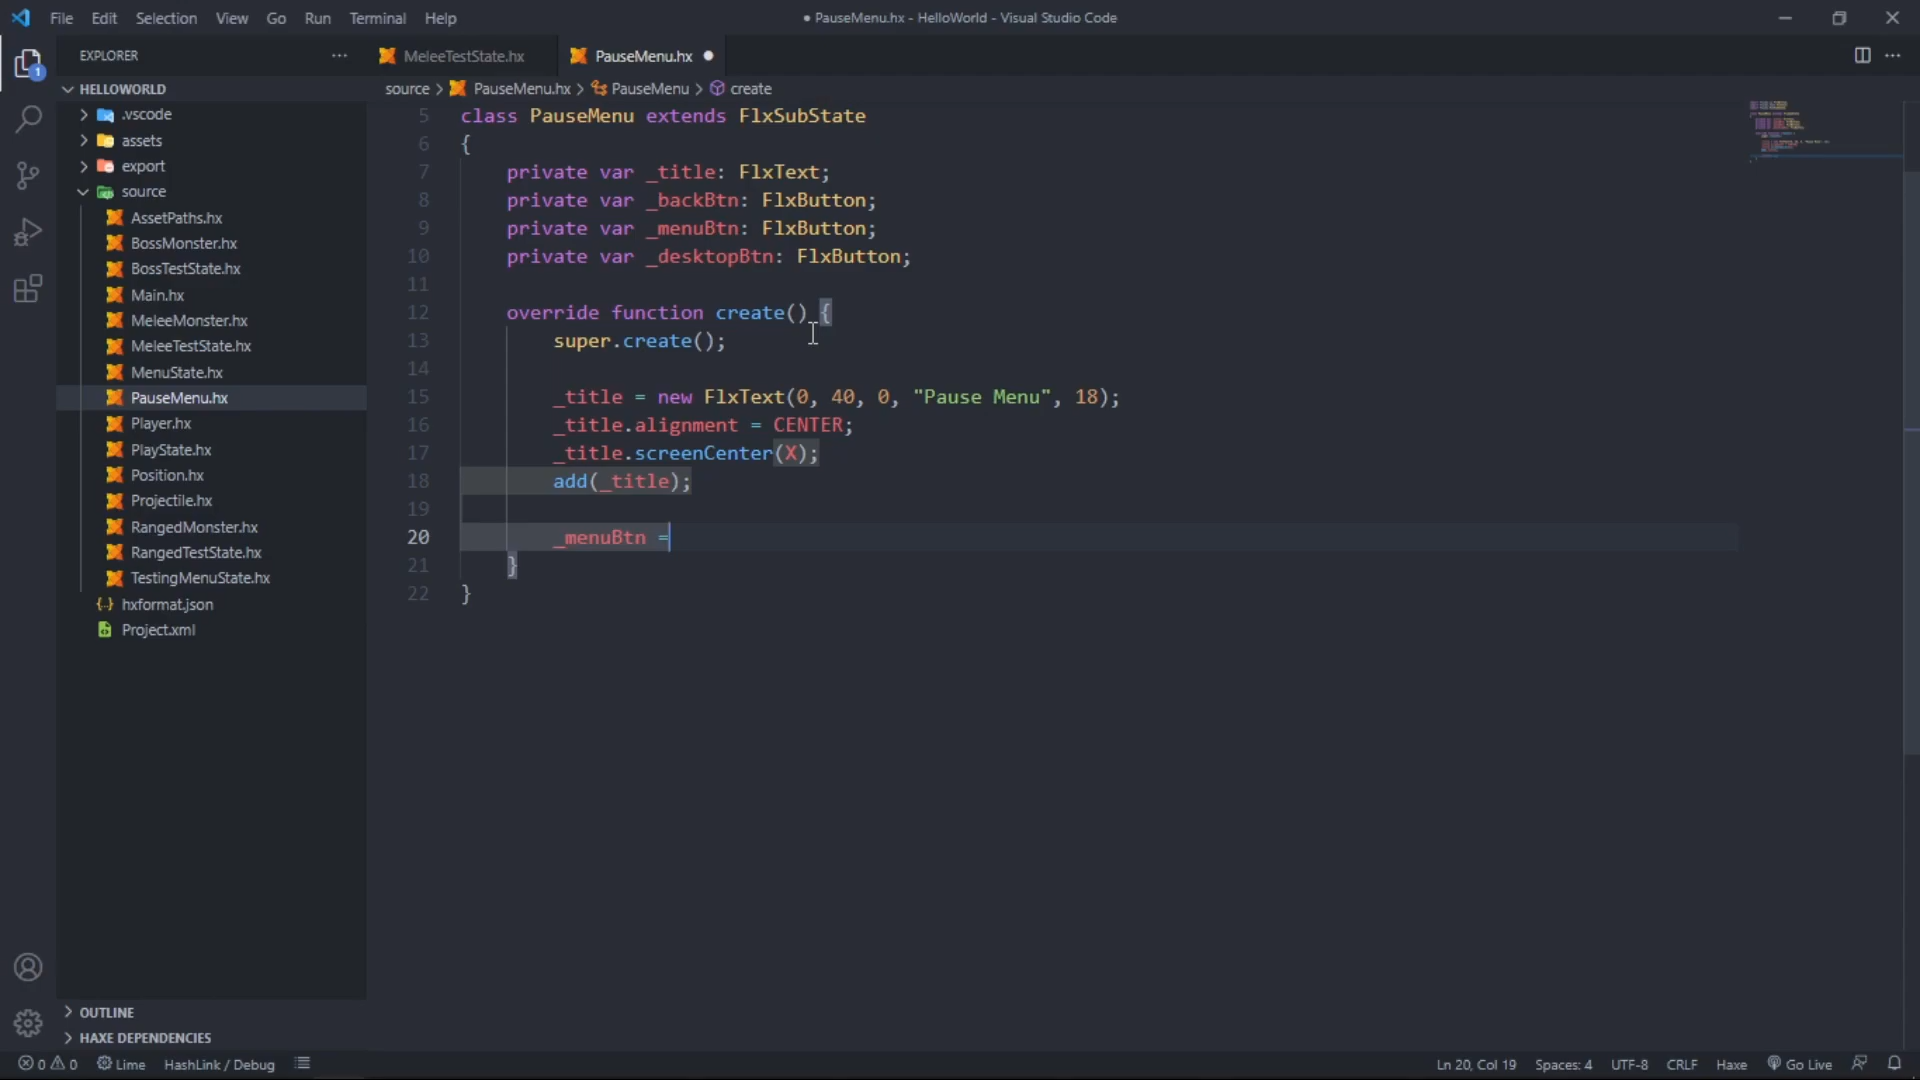 File Edit Selection View Go Run Terminal Help
● PauseMenu.hx - HelloWorld - Visual Studio Code
EXPLORER
MeleeTestState.hx
PauseMenu.hx
HELLOWORLD
source > PauseMenu.hx > PauseMenu > create
.vscode
assets
export
source
AssetPaths.hx
BossMonster.hx
BossTestState.hx
Main.hx
MeleeMonster.hx
MeleeTestState.hx
MenuState.hx
PauseMenu.hx
Player.hx
PlayState.hx
Position.hx
Projectile.hx
RangedMonster.hx
RangedTestState.hx
TestingMenuState.hx
hxformat.json
Project.xml
OUTLINE
HAXE DEPENDENCIES
1
5 class PauseMenu extends FlxSubState
6 {
7 private var _title: FlxText;
8 private var _backBtn: FlxButton;
9 private var _menuBtn: FlxButton;
10 private var _desktopBtn: FlxButton;
11
12 override function create() {
13 super.create();
14
15 _title = new FlxText(0, 40, 0, "Pause Menu", 18);
16 _title.alignment = CENTER;
17 _title.screenCenter(X);
18 add(_title);
19
20 _menuBtn =
21 }
22 }
0 0 Lime HashLink / Debug
Ln 20, Col 19 Spaces: 4 UTF-8 CRLF Haxe Go Live